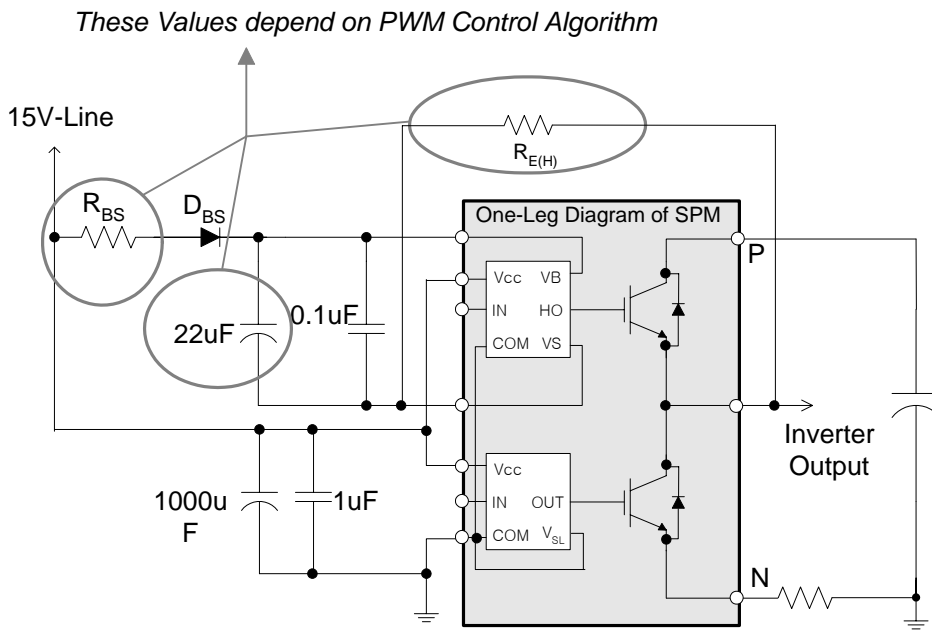 These Values depend on PWM Control Algorithm
15V-Line
R_E(H)
R_BS
D_BS
One-Leg Diagram of SPM
P
Vcc
VB
IN
HO
COM
VS
22uF
0.1uF
Inverter
Output
Vcc
IN
OUT
COM
V_SL
1000u
F
1uF
N